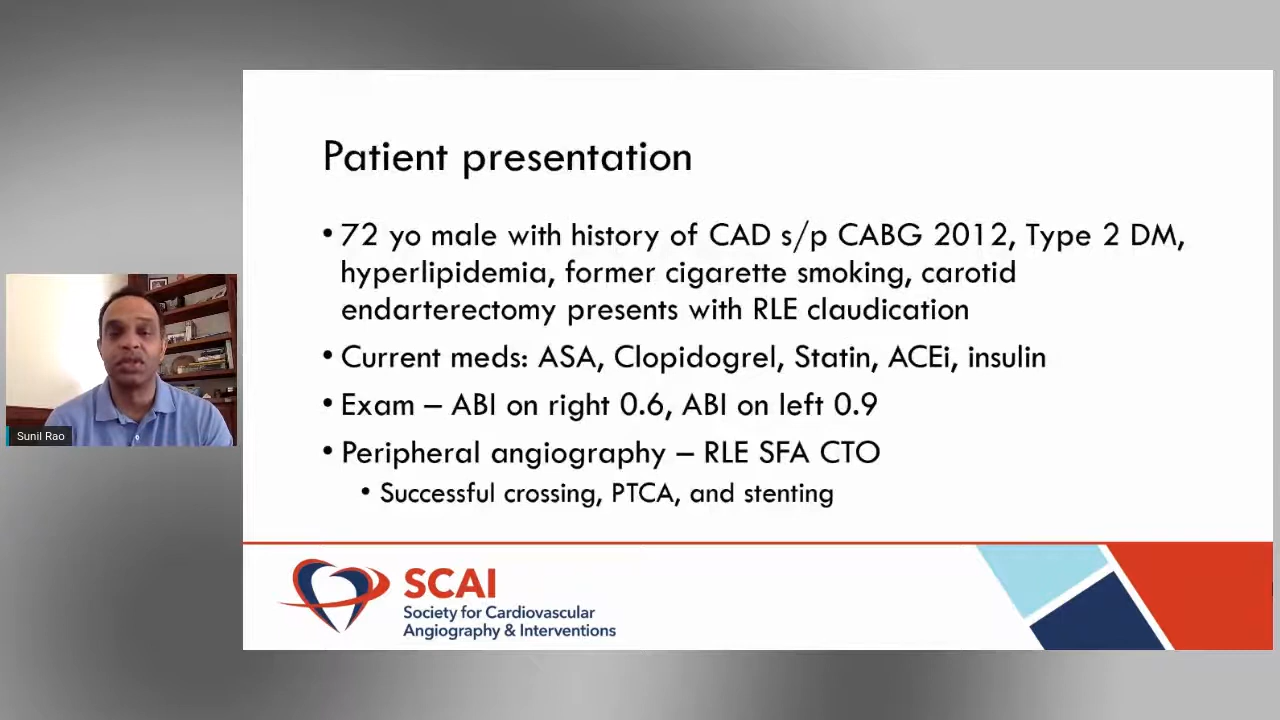 Patient presentation
• 72 yo male with history of CAD s/p CABG 2012, Type 2 DM,
hyperlipidemia, former cigarette smoking, carotid
endarterectomy presents with RLE claudication
• Current meds: ASA, Clopidogrel, Statin, ACEi, insulin
• Exam – ABI on right 0.6, ABI on left 0.9
• Peripheral angiography – RLE SFA CTO
• Successful crossing, PTCA, and stenting
Sunil Rao
SCAI
Society for Cardiovascular
Angiography & Interventions